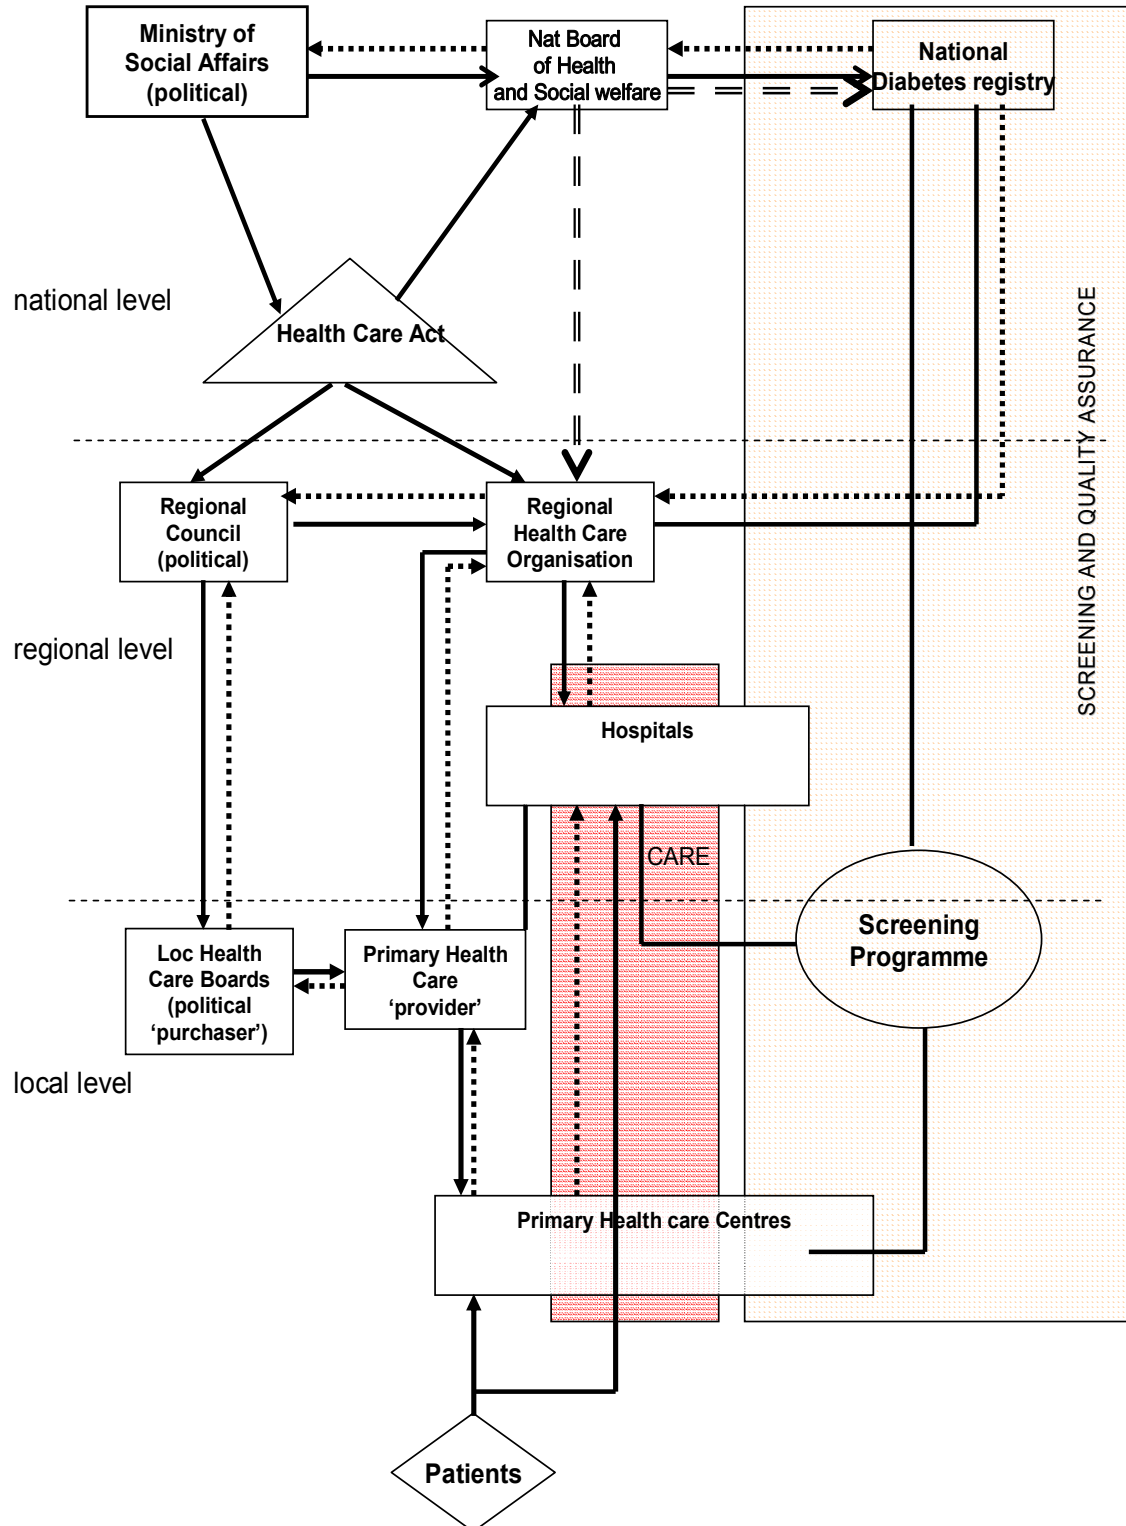 Ministry of
Social Affairs
(political)
Nat Board
of Health
and Social welfare
National
Diabetes registry
national level
Health Care Act
SCREENING AND QUALITY ASSURANCE
Regional
Council
(political)
Regional
Health Care
Organisation
regional level
Hospitals
CARE
Screening
Programme
Loc Health
Care Boards
(political
‘purchaser’)
Primary Health
Care
‘provider’
local level
Primary Health care Centres
Patients